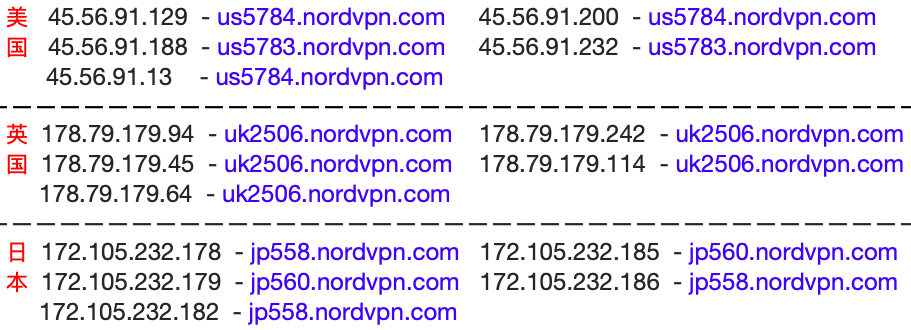 美 45.56.91.129 - us5784.nordvpn.com 45.56.91.200 - us5784.nordvpn.com
国 45.56.91.188 - us5783.nordvpn.com 45.56.91.232 - us5783.nordvpn.com
45.56.91.13 - us5784.nordvpn.com
英 178.79.179.94 - uk2506.nordvpn.com 178.79.179.242 - uk2506.nordvpn.com
国 178.79.179.45 - uk2506.nordvpn.com 178.79.179.114 - uk2506.nordvpn.com
178.79.179.64 - uk2506.nordvpn.com
日 172.105.232.178 - jp558.nordvpn.com 172.105.232.185 - jp560.nordvpn.com
本 172.105.232.179 - jp560.nordvpn.com 172.105.232.186 - jp558.nordvpn.com
172.105.232.182 - jp558.nordvpn.com